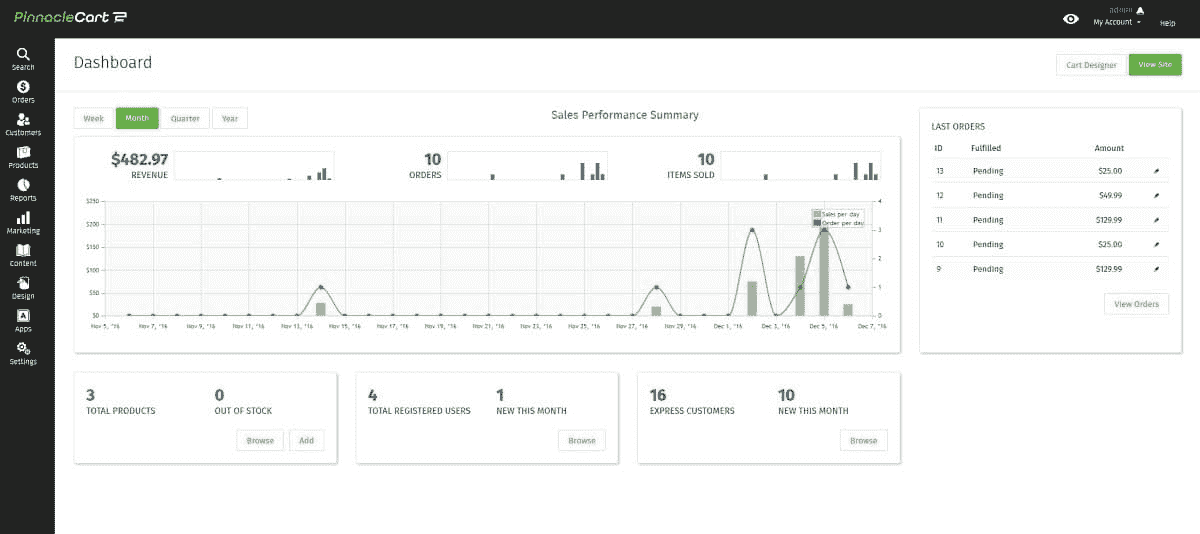 PinnacleCart
admin
My Account
Help
Search
Orders
Customers
Products
Reports
Marketing
Content
Design
Apps
Settings
Dashboard
Cart Designer
View Site
Week
Month
Quarter
Year
Sales Performance Summary
$482.97
REVENUE
10
ORDERS
10
ITEMS SOLD
Sales per day
Order per day
$250
$200
$150
$100
$50
$0
4
3
2
1
0
Nov 5, '16
Nov 7, '16
Nov 9, '16
Nov 11, '16
Nov 13, '16
Nov 15, '16
Nov 17, '16
Nov 19, '16
Nov 21, '16
Nov 23, '16
Nov 25, '16
Nov 27, '16
Nov 29, '16
Dec 1, '16
Dec 3, '16
Dec 5, '16
Dec 7, '16
LAST ORDERS
ID Fulfilled Amount
13 Pending $25.00
12 Pending $49.99
11 Pending $129.99
10 Pending $25.00
9 Pending $129.99
View Orders
3
TOTAL PRODUCTS
0
OUT OF STOCK
Browse
Add
4
TOTAL REGISTERED USERS
1
NEW THIS MONTH
Browse
16
EXPRESS CUSTOMERS
10
NEW THIS MONTH
Browse